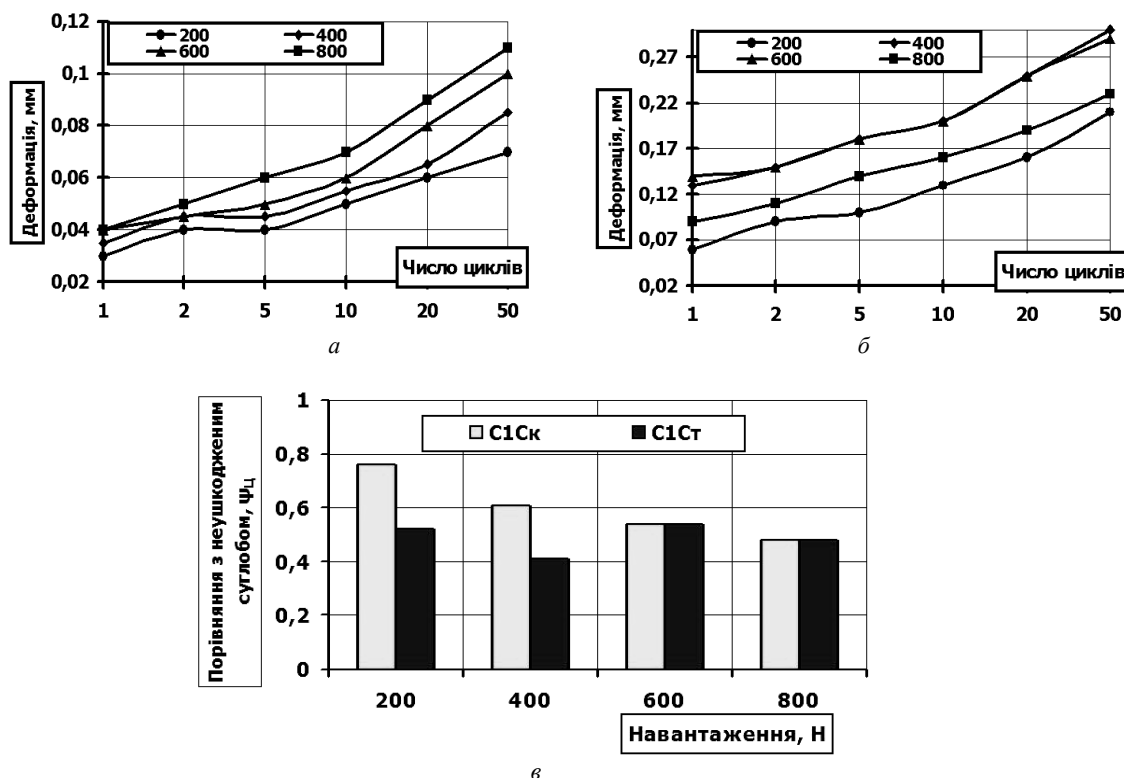 0,12
0,1
0,08
0,06
0,04
0,02
Деформація, мм
200 400
600 800
Число циклів
1 2 5 10 20 50
а
0,27
0,22
0,17
0,12
0,07
0,02
Деформація, мм
200 400
600 800
Число циклів
1 2 5 10 20 50
б
1
0,8
0,6
0,4
0,2
0
Порівняння з неушкодженим
суглобом, ψц
С1Ск С1Ст
200 400 600 800
Навантаження, Н
в